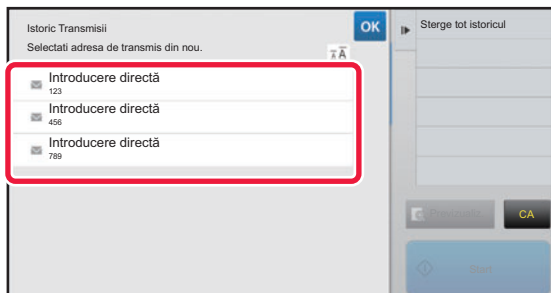 Istoric Transmisii
OK
Sterge tot istoricul
Selectati adresa de transmis din nou.
A A
Introducere directă
123
Introducere directă
456
Introducere directă
789
CA
Start